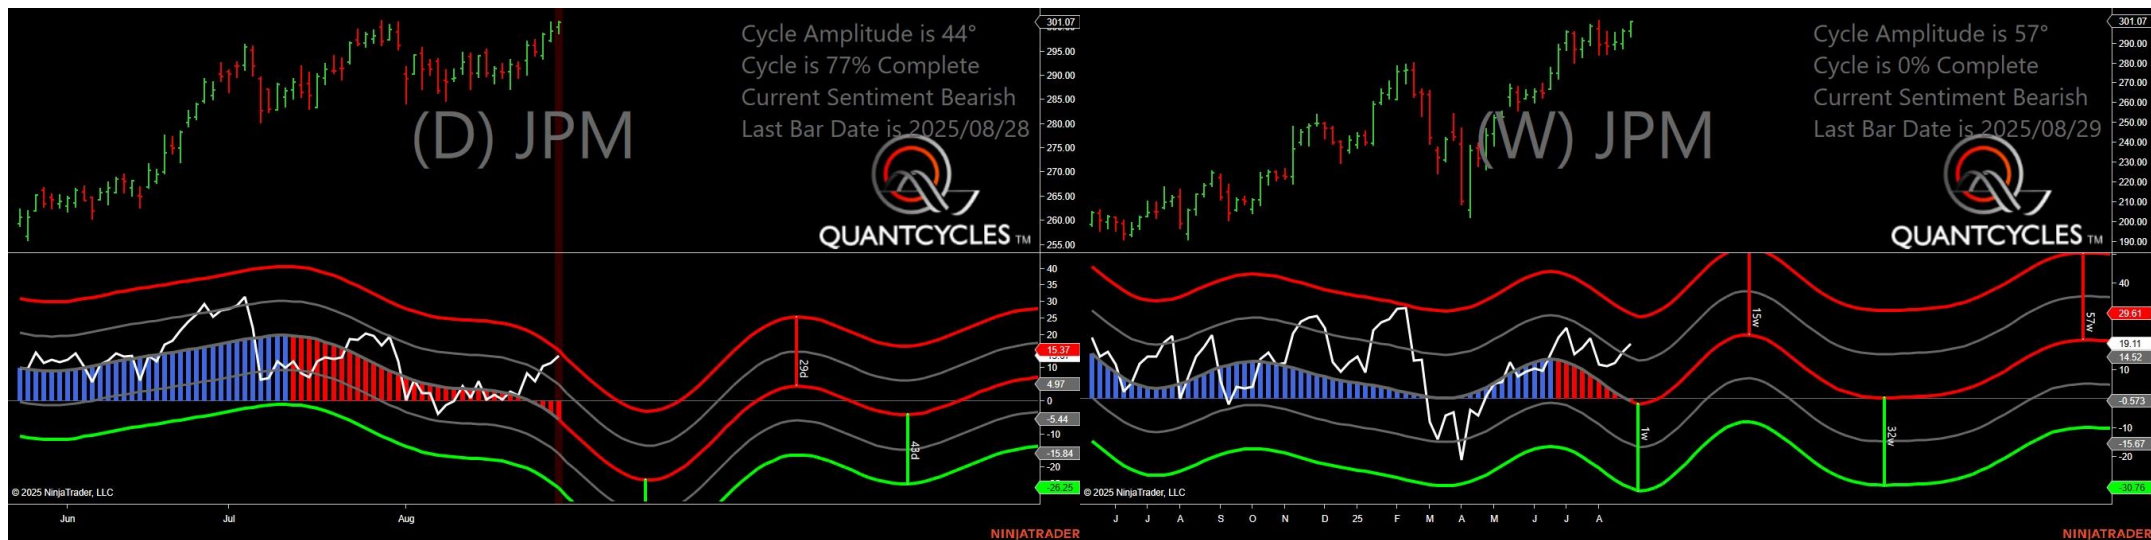 Cycle Amplitude is 44°
Cycle is 77% Complete
Current Sentiment Bearish
Last Bar Date is 2025/08/28
(D) JPM
QUANTCYCLES TM
301.07
295.00
290.00
285.00
280.00
275.00
270.00
265.00
260.00
255.00
40
35
30
25
20
15.37
10
4.97
0
-5.44
-10
-15.84
-20
-26.25
29d
43d
© 2025 NinjaTrader, LLC
Jun Jul Aug
NINJATRADER
Cycle Amplitude is 57°
Cycle is 0% Complete
Current Sentiment Bearish
Last Bar Date is 2025/08/29
(W) JPM
QUANTCYCLES TM
301.07
290.00
280.00
270.00
260.00
250.00
240.00
230.00
220.00
210.00
200.00
190.00
40
29.61
19.11
14.52
10
-0.573
-10
-15.67
-20
-30.76
1w
15w
32w
57w
© 2025 NinjaTrader, LLC
J J A S O N D 25 F M A M J J A
NINJATRADER